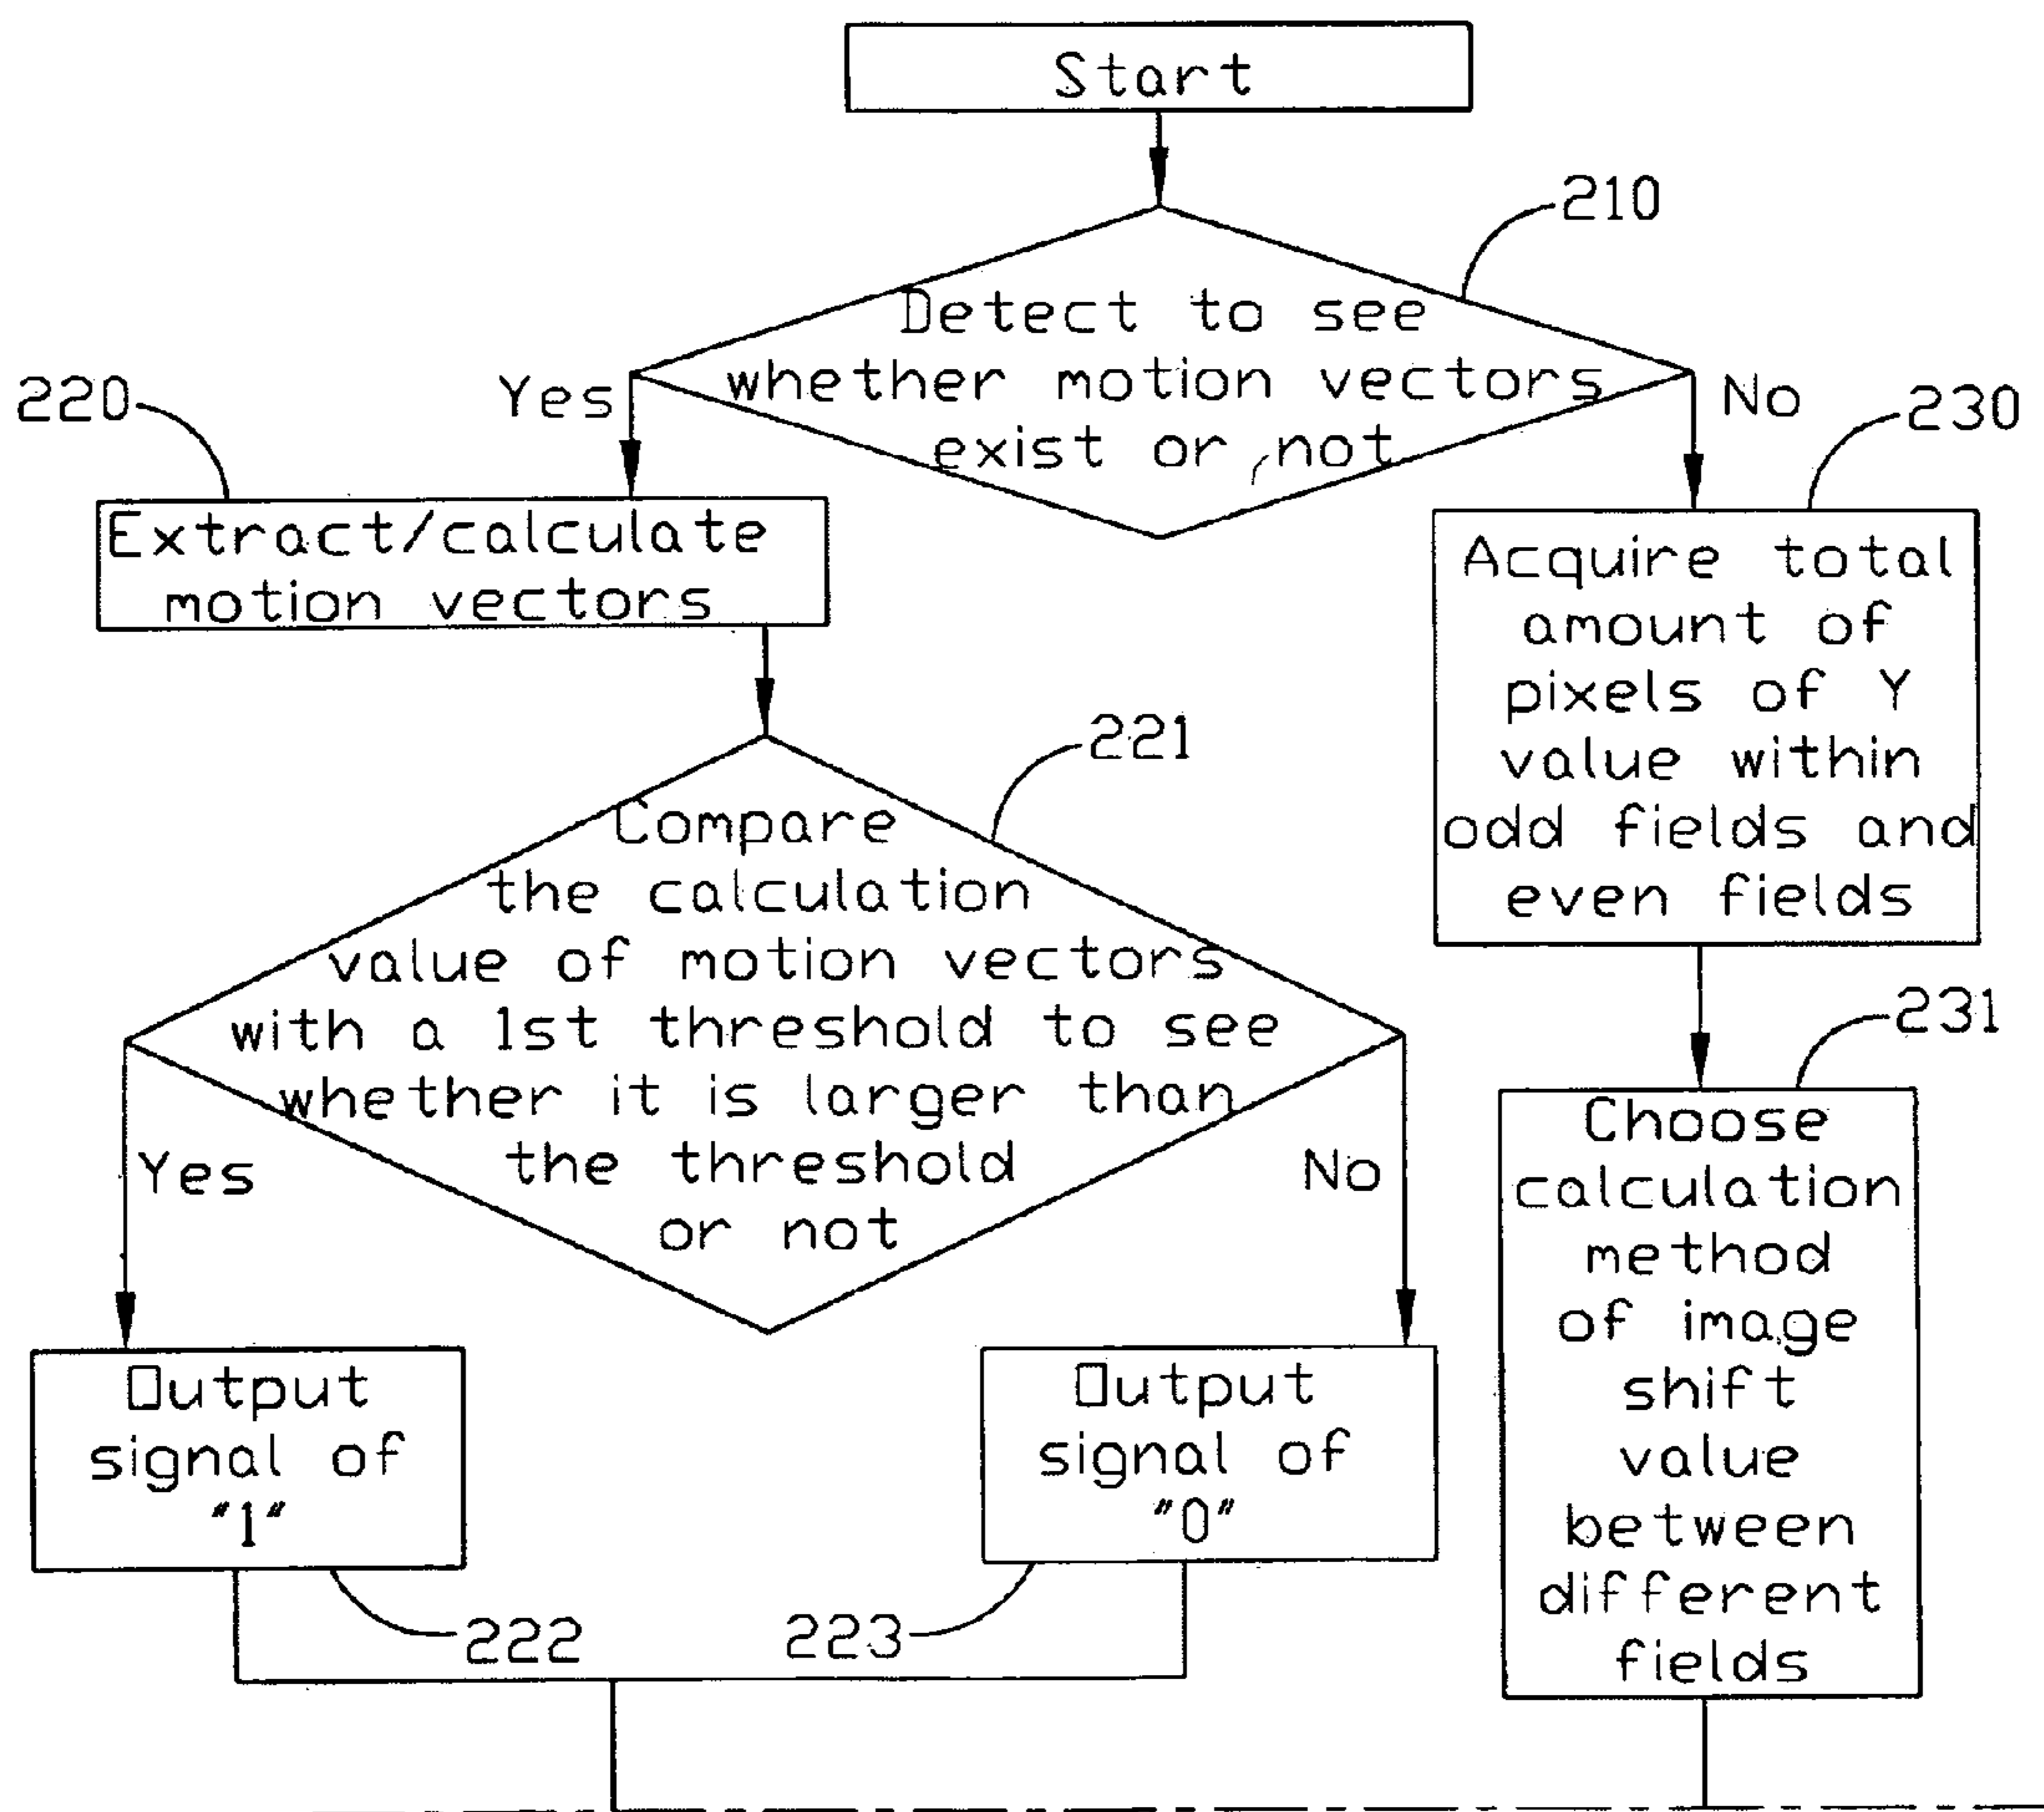 Start
210
Detect to see
whether motion vectors
exist or not
Yes
No
220
230
Extract/calculate
motion vectors
Acquire total
amount of
pixels of Y
value within
odd fields and
even fields
221
Compare
the calculation
value of motion vectors
with a 1st threshold to see
whether it is larger than
the threshold
or not
Yes
No
231
Choose
calculation
method
of image
shift
value
between
different
fields
Output
signal of
"1"
Output
signal of
"0"
222
223